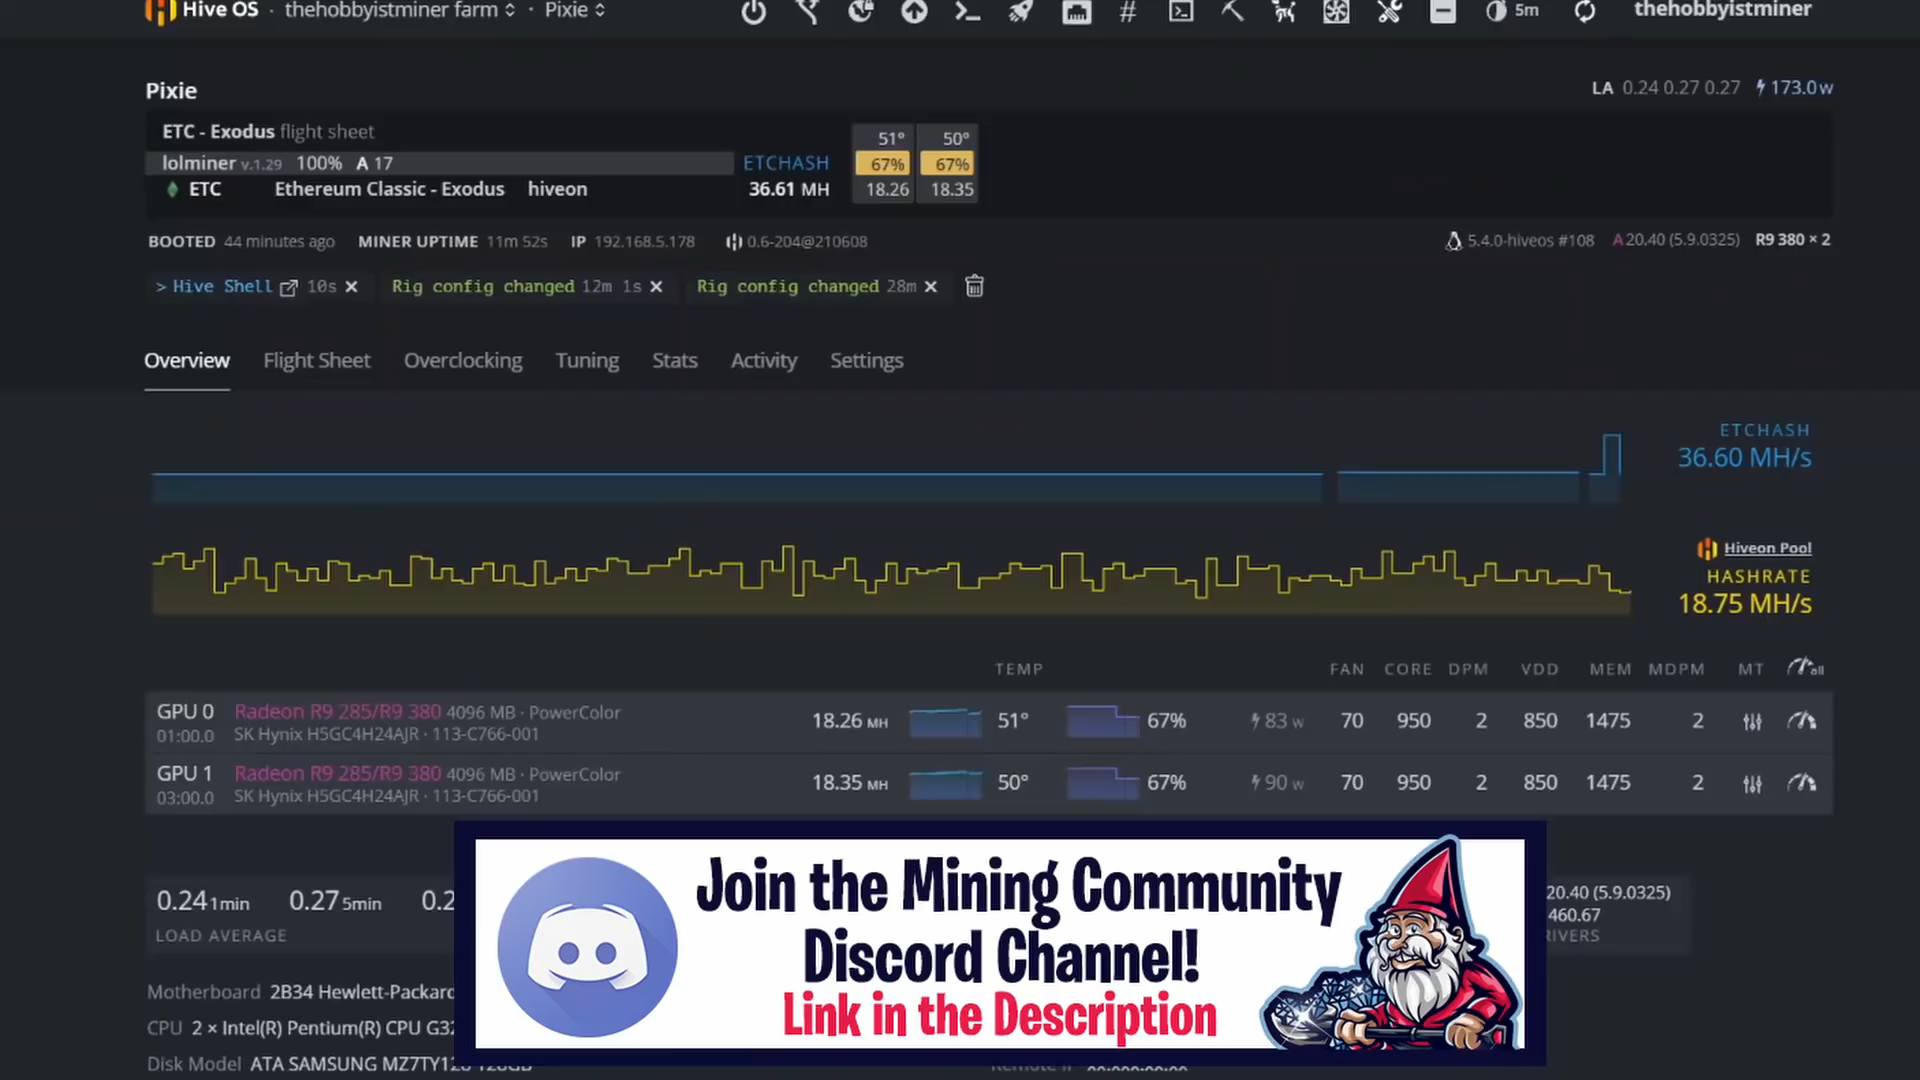 Hive OS · thehobbyistminer farm · Pixie
# 5m thehobbyistminer
Pixie LA 0.24 0.27 0.27 173.0 w
ETC - Exodus flight sheet 51° 50°
lolminer v.1.29 100% A 17 ETCHASH 67% 67%
ETC Ethereum Classic - Exodus hiveon 36.61 MH 18.26 18.35
BOOTED 44 minutes ago MINER UPTIME 11m 52s IP 192.168.5.178 0.6-204@210608 5.4.0-hiveos #108 A 20.40 (5.9.0325) R9 380 × 2
> Hive Shell 10s × Rig config changed 12m 1s × Rig config changed 28m ×
Overview Flight Sheet Overclocking Tuning Stats Activity Settings
ETCHASH
36.60 MH/s
Hiveon Pool
HASHRATE
18.75 MH/s
TEMP FAN CORE DPM VDD MEM MDPM MT all
GPU 0 Radeon R9 285/R9 380 4096 MB · PowerColor 18.26 MH 51° 67% 83 w 70 950 2 850 1475 2
01:00.0 SK Hynix H5GC4H24AJR · 113-C766-001
GPU 1 Radeon R9 285/R9 380 4096 MB · PowerColor 18.35 MH 50° 67% 90 w 70 950 2 850 1475 2
03:00.0 SK Hynix H5GC4H24AJR · 113-C766-001
Join the Mining Community
Discord Channel!
Link in the Description
0.24 1min 0.27 5min 0.2
LOAD AVERAGE
20.40 (5.9.0325)
460.67
RIVERS
Motherboard 2B34 Hewlett-Packard
CPU 2 × Intel(R) Pentium(R) CPU G32
Disk Model ATA SAMSUNG MZ7TY128